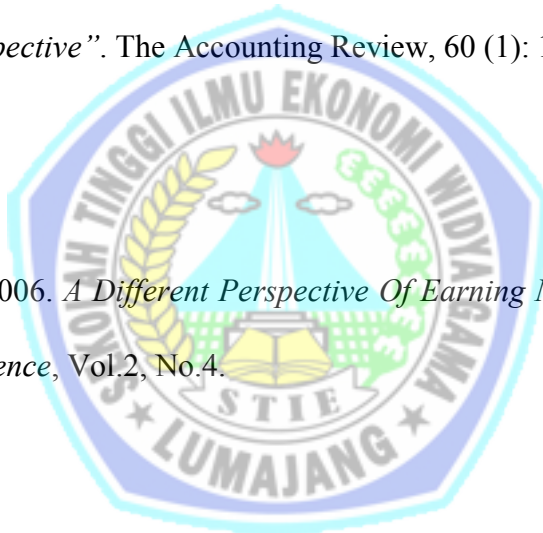 pective”. The Accounting Review, 60 (1): 1
SEKOLAH TINGGI ILMU EKONOMI WIDYAGAMA
006. A Different Perspective Of Earning M
ence, Vol.2, No.4.
STIE
LUMAJANG